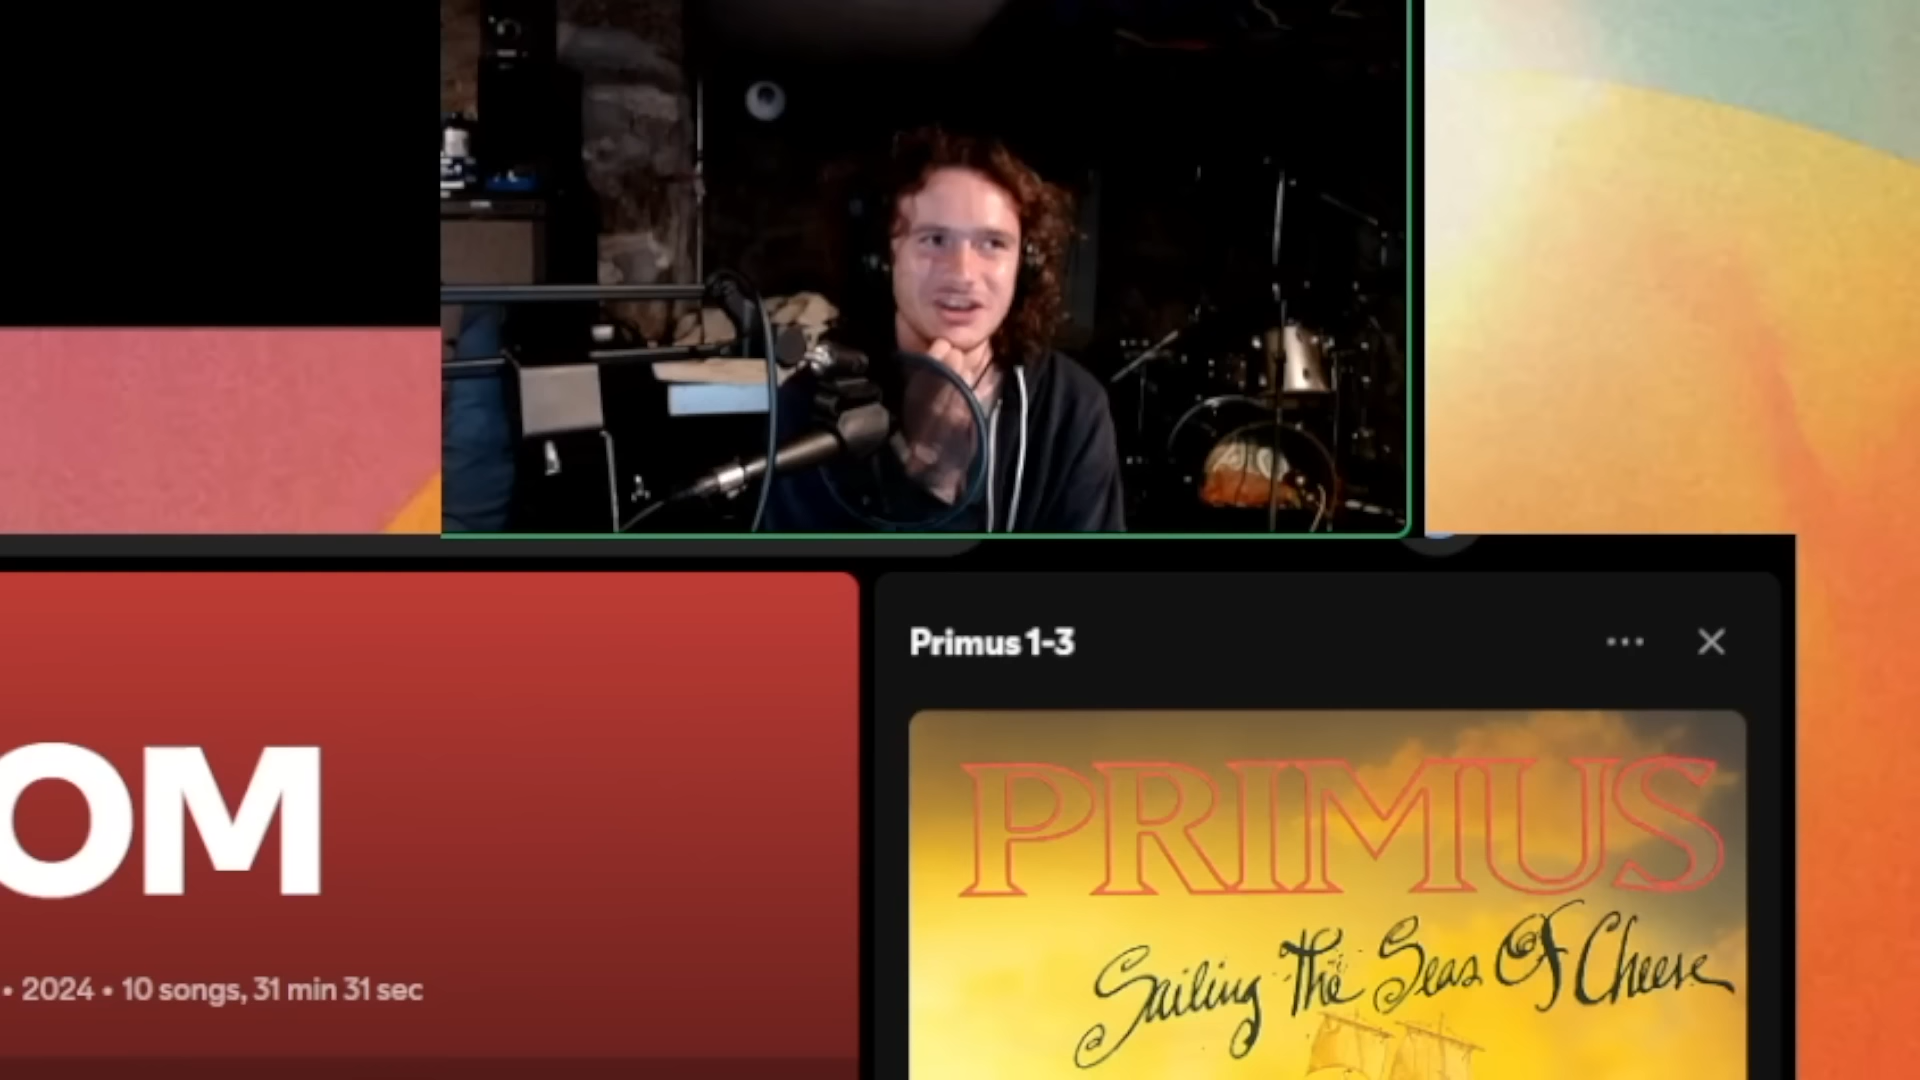 OM
• 2024 • 10 songs, 31 min 31 sec
Primus 1-3
PRIMUS
Sailing The Seas Of Cheese